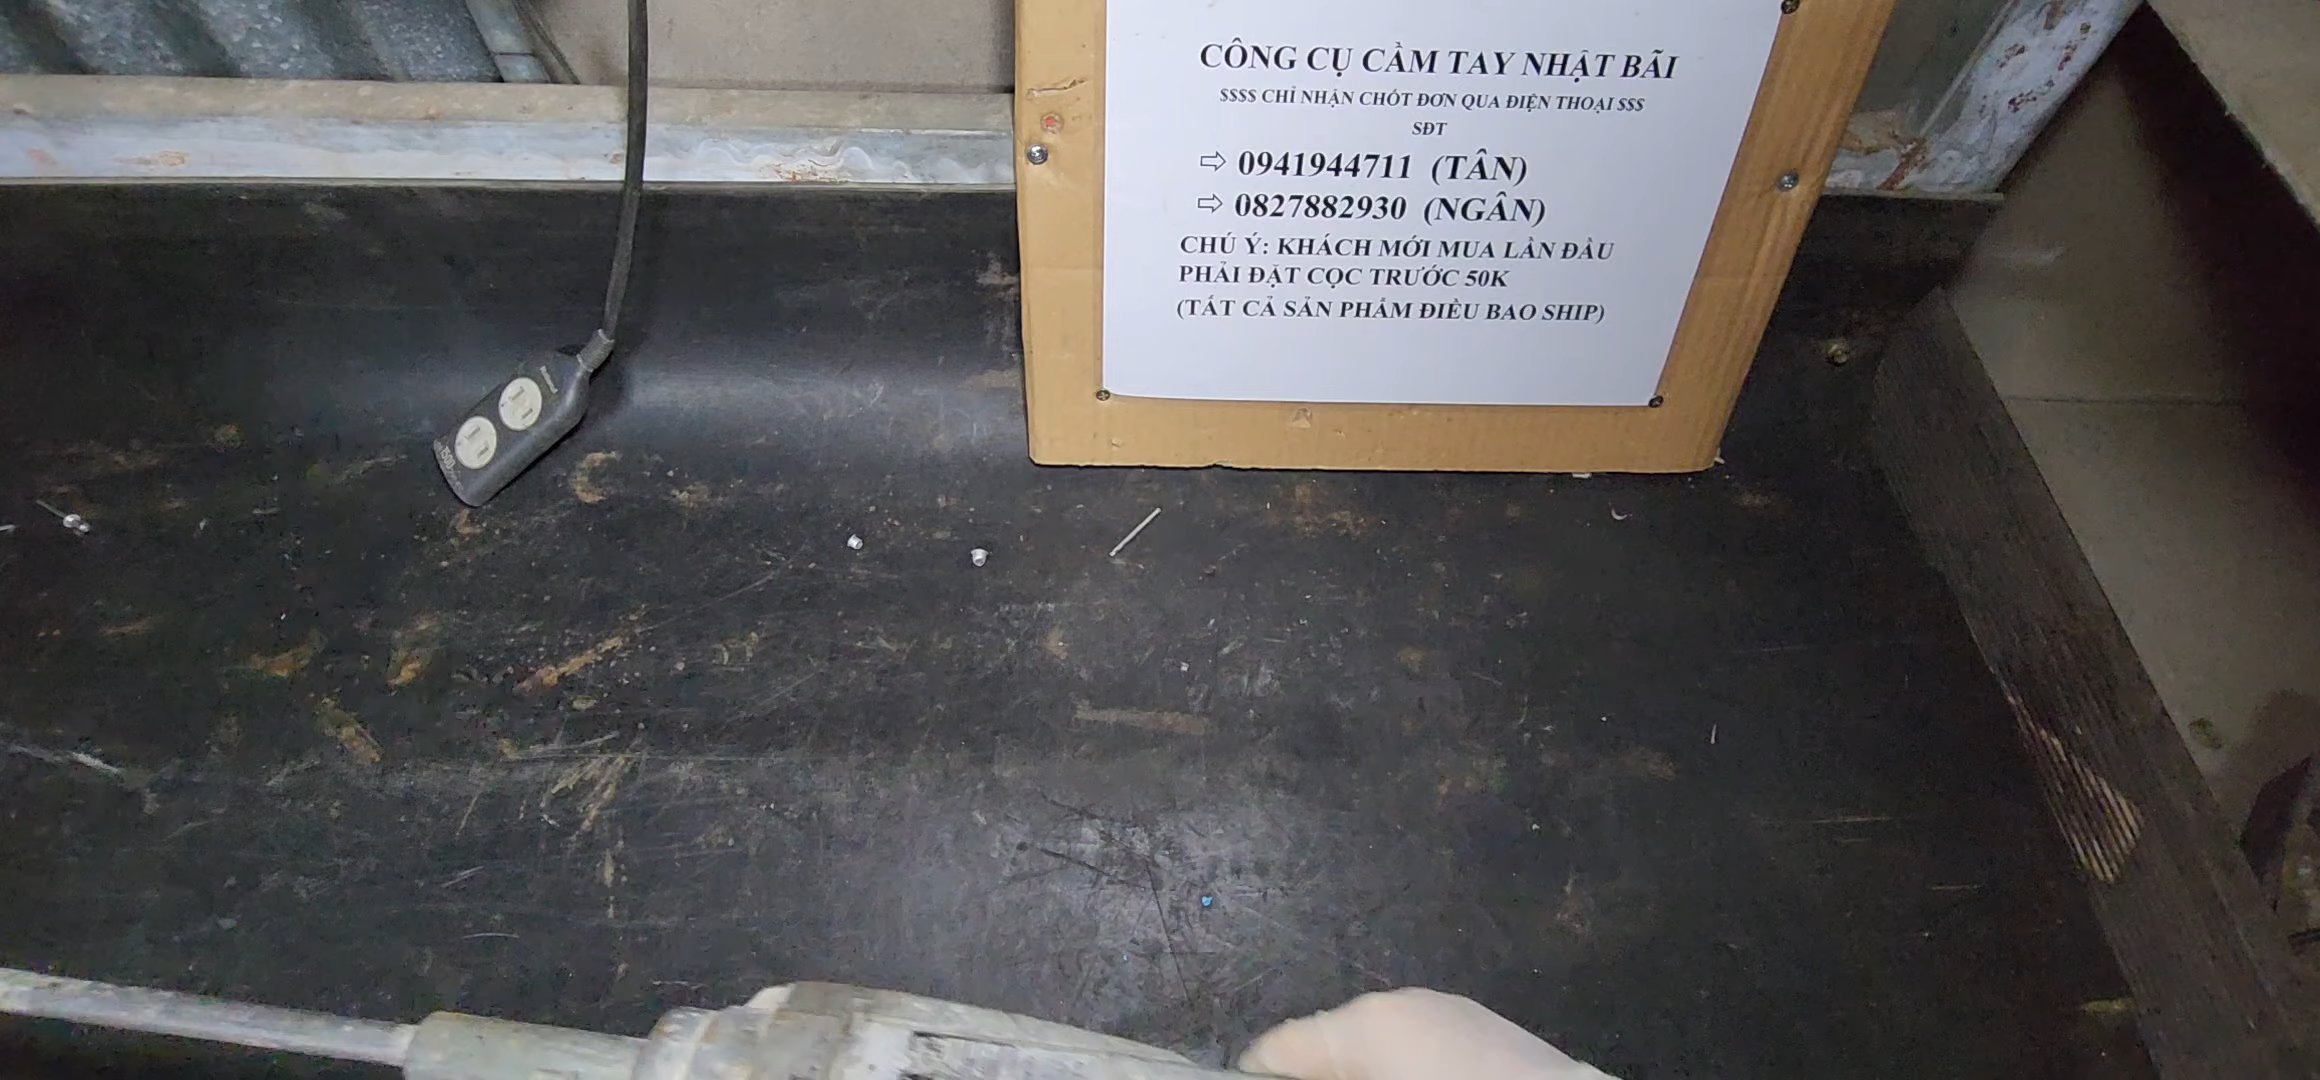 CÔNG CỤ CẦM TAY NHẬT BÃI
$$$$ CHỈ NHẬN CHỐT ĐƠN QUA ĐIỆN THOẠI $$$
SĐT
⇨ 0941944711 (TÂN)
⇨ 0827882930 (NGÂN)
CHÚ Ý: KHÁCH MỚI MUA LẦN ĐẦU
PHẢI ĐẶT CỌC TRƯỚC 50K
(TẤT CẢ SẢN PHẨM ĐIỀU BAO SHIP)